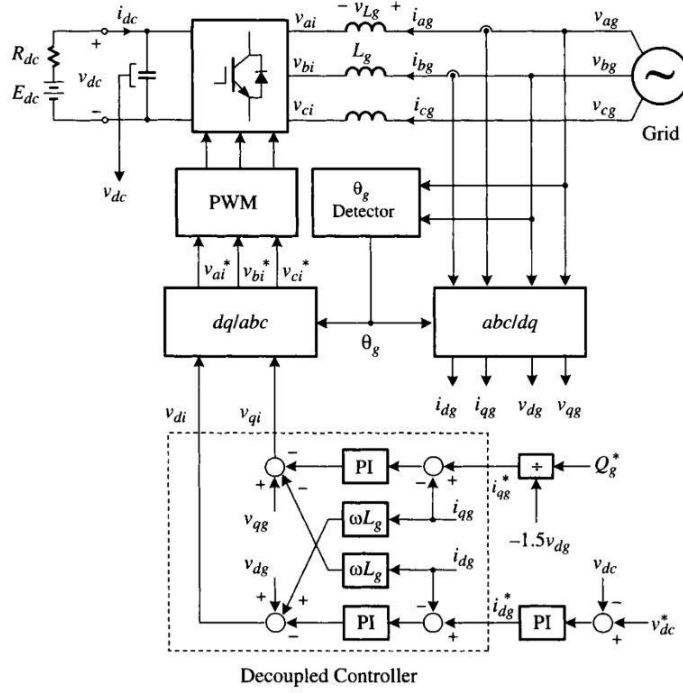 i_dc v_ai − v_Lg + i_ag v_ag
+
R_dc v_dc v_bi L_g i_bg v_bg
E_dc ~
− v_ci i_cg v_cg
Grid
v_dc PWM θ_g
Detector
v_ai* v_bi* v_ci*
dq/abc θ_g abc/dq
v_di v_qi i_dg i_qg v_dg v_qg
− PI + − i_qg* ÷ Q_g*
+ −
v_qg ωL_g i_qg −1.5v_dg
v_dg ωL_g i_dg v_dc
+ + − i_dg* −
− PI + PI + v_dc*
Decoupled Controller